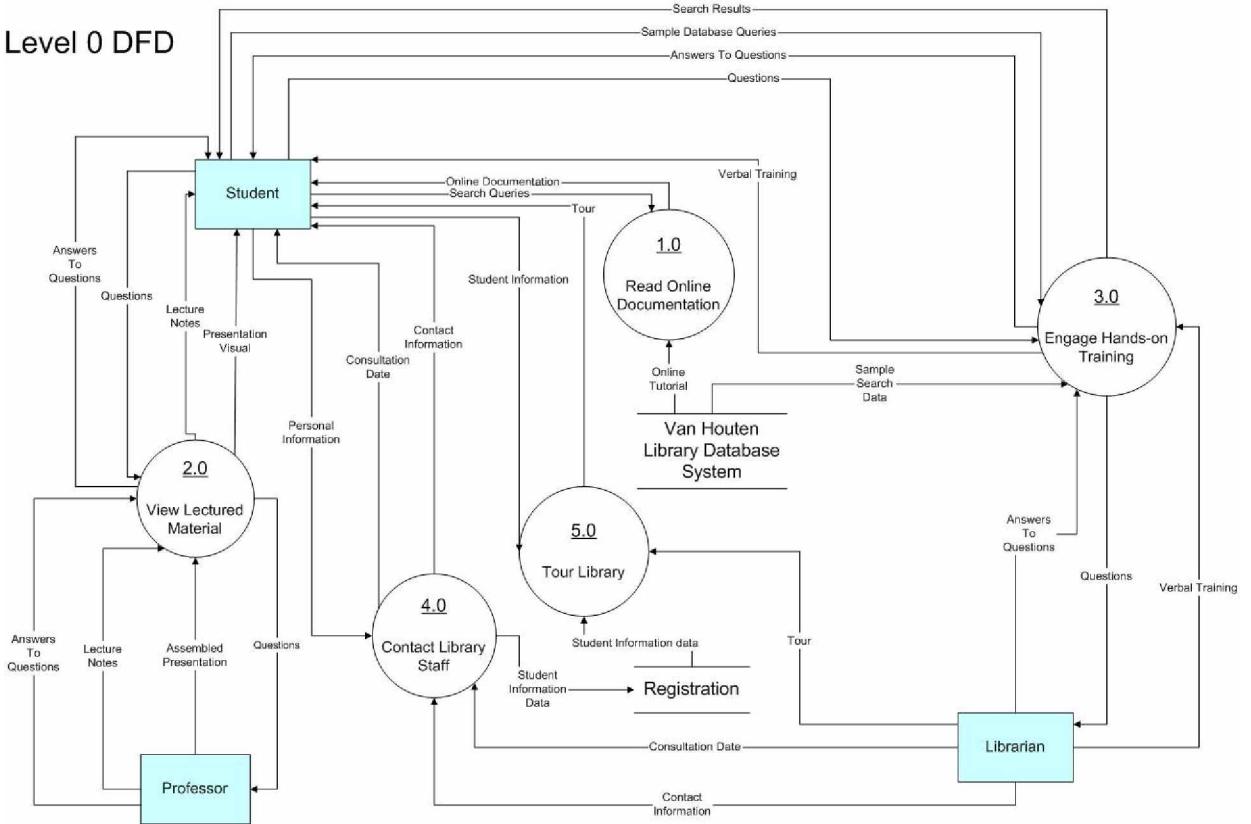 Level 0 DFD
Search Results
Sample Database Queries
Answers To Questions
Questions
Student
Verbal Training
Online Documentation
Search Queries
Tour
Answers
To
Questions
Questions
Lecture
Notes
Presentation
Visual
Student Information
1.0
Read Online
Documentation
3.0
Engage Hands-on
Training
Contact
Information
Consultation
Date
Online
Tutorial
Sample
Search
Data
Personal
Information
Van Houten
Library Database
System
2.0
View Lectured
Material
5.0
Tour Library
Answers
To
Questions
Questions
Verbal Training
4.0
Contact Library
Staff
Answers
To
Questions
Lecture
Notes
Assembled
Presentation
Questions
Student Information data
Tour
Student
Information
Data
Registration
Consultation Date
Librarian
Professor
Contact
Information